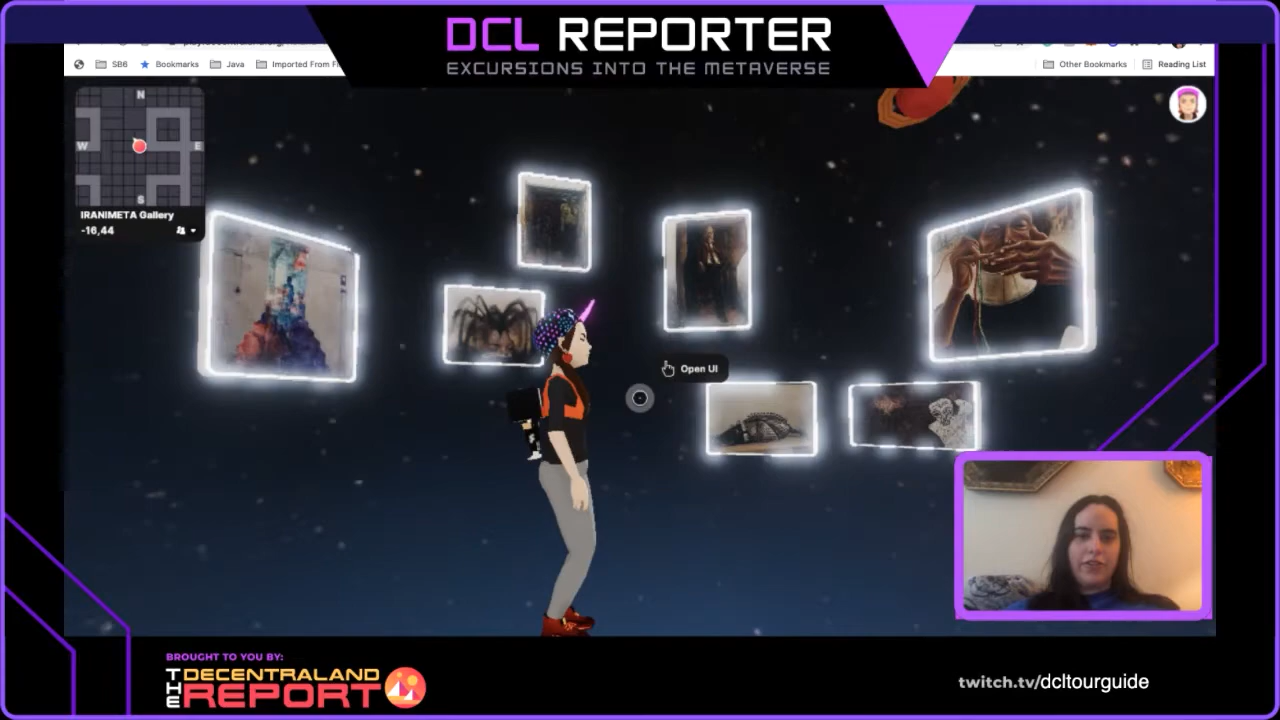 DCL REPORTER
EXCURSIONS INTO THE METAVERSE
SB6
Bookmarks
Java
Imported From
Other Bookmarks
Reading List
N
W
E
S
IRANIMETA Gallery
-16,44
Open UI
BROUGHT TO YOU BY:
THE DECENTRALAND REPORT
twitch.tv/dcltourguide